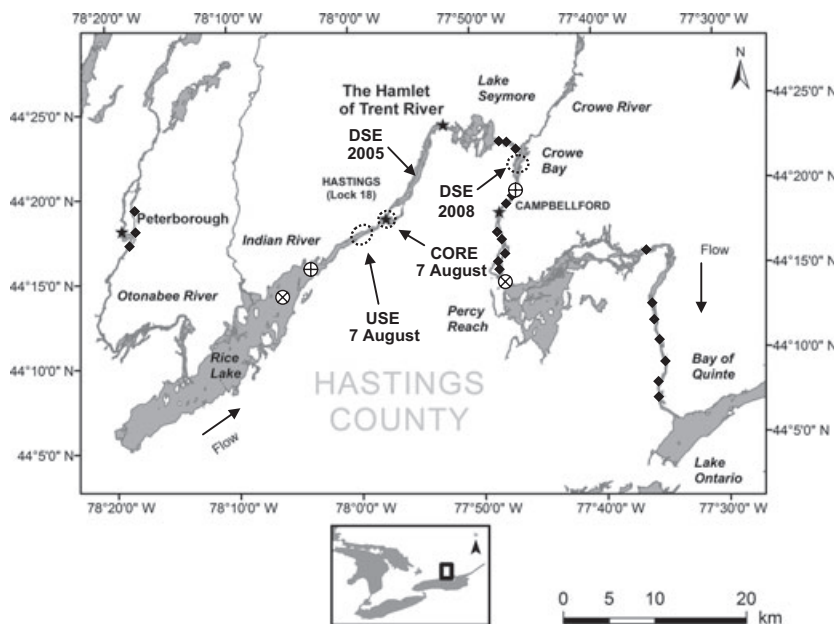 78°10'0" W
78°00'0" W
77°50'0" W
77°40'0" W
77°30'0" W
N
44°25'0" N
44°20'0" N
44°15'0" N
44°10'0" N
44°5'0" N
The Hamlet
of Trent River
Lake
Seymore
Crowe River
DSE
2005
Crowe
Bay
HASTINGS
(Lock 18)
DSE
2008
Peterborough
CAMPBELLFORD
Indian River
CORE
7 August
Flow
Otonabee River
USE
7 August
Percy
Reach
Rice
Lake
Bay of
Quinte
HASTINGS
COUNTY
Flow
Lake
Ontario
44°25'0" N
44°20'0" N
44°15'0" N
44°10'0" N
44°5'0" N
78°20'0" W
78°10'0" W
78°0'0" W
77°50'0" W
77°40'0" W
77°30'0" W
0 5 10 20
km